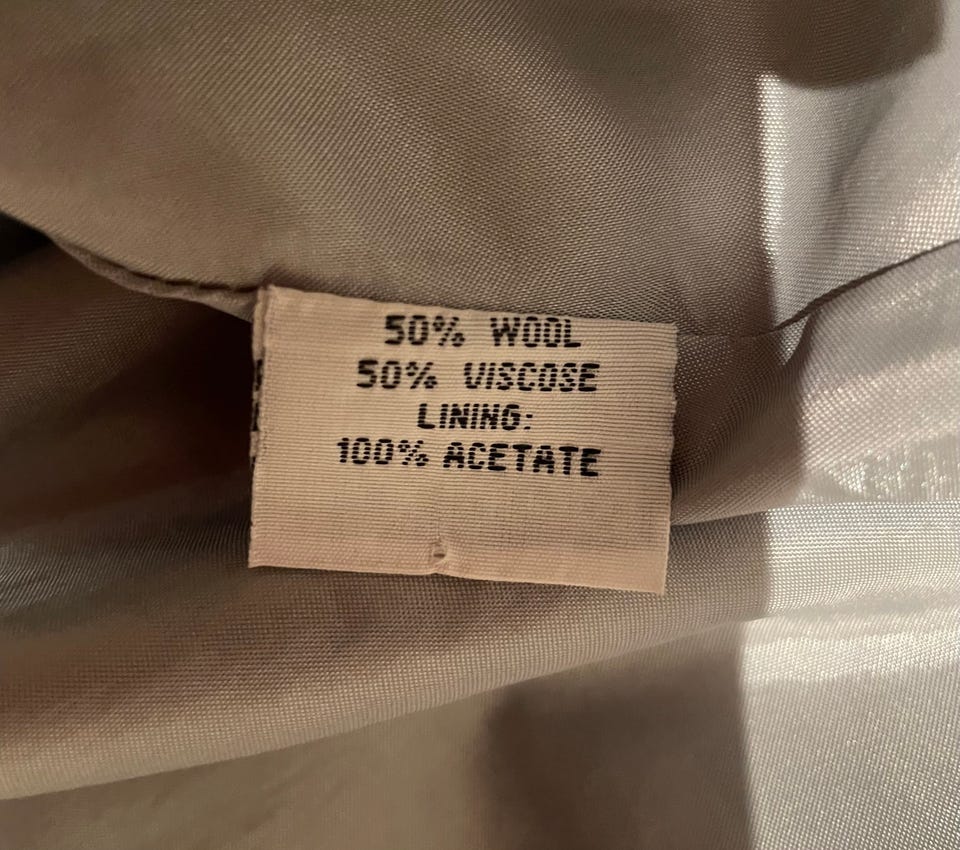 50% WOOL
50% VISCOSE
LINING:
100% ACETATE